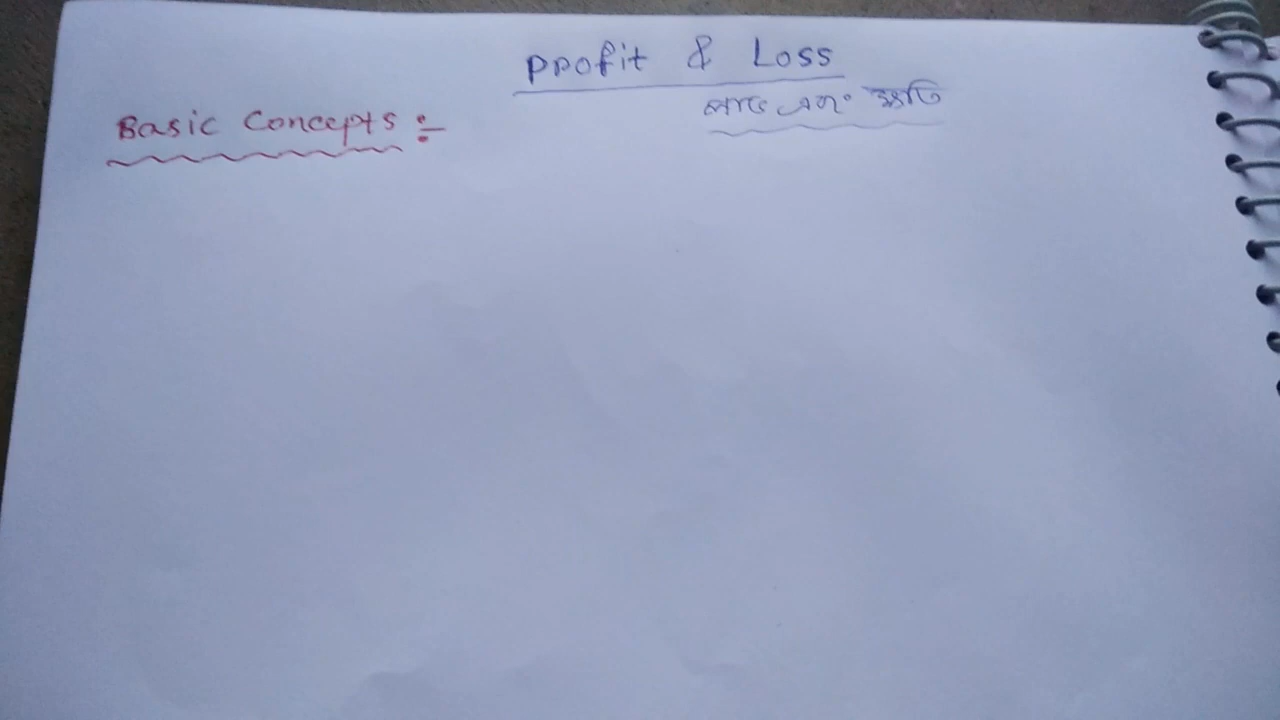 Profit & Loss
লাভ এবং ক্ষতি
Basic Concepts :-